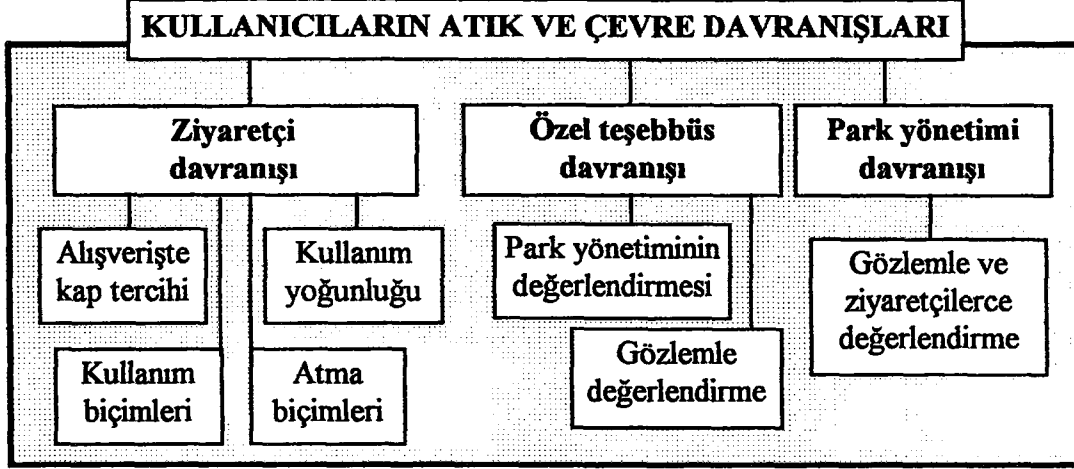 KULLANICILARIN ATIK VE ÇEVRE DAVRANIŞLARI
Ziyaretçi
davranışı
Özel teşebbüs
davranışı
Park yönetimi
davranışı
Alışverişte
kap tercihi
Kullanım
yoğunluğu
Kullanım
biçimleri
Atma
biçimleri
Park yönetiminin
değerlendirmesi
Gözlemle
değerlendirme
Gözlemle ve
ziyaretçilerce
değerlendirme